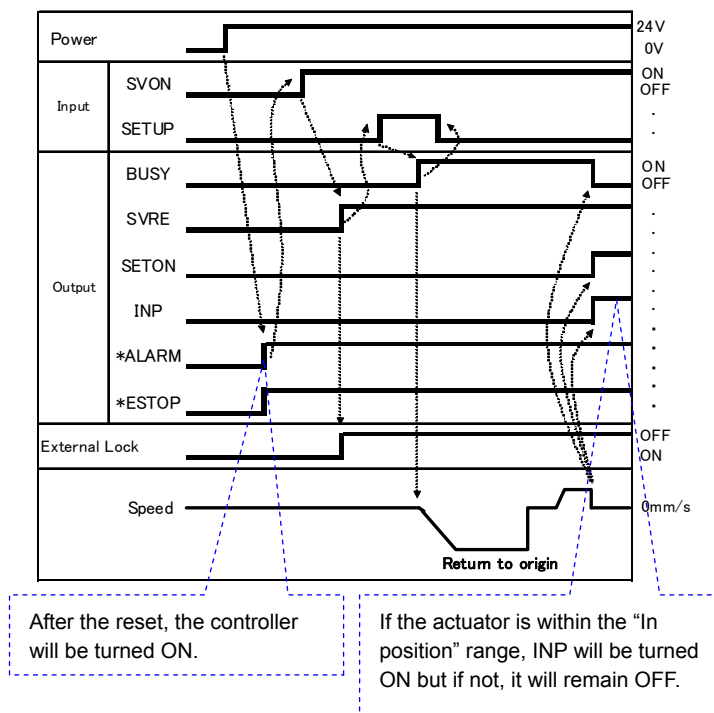 Power
24V
0V
Input
SVON
ON
OFF
SETUP
Output
BUSY
ON
OFF
SVRE
SETON
INP
*ALARM
*ESTOP
External Lock
OFF
ON
Speed
0mm/s
Return to origin
After the reset, the controller
will be turned ON.
If the actuator is within the “In
position” range, INP will be turned
ON but if not, it will remain OFF.